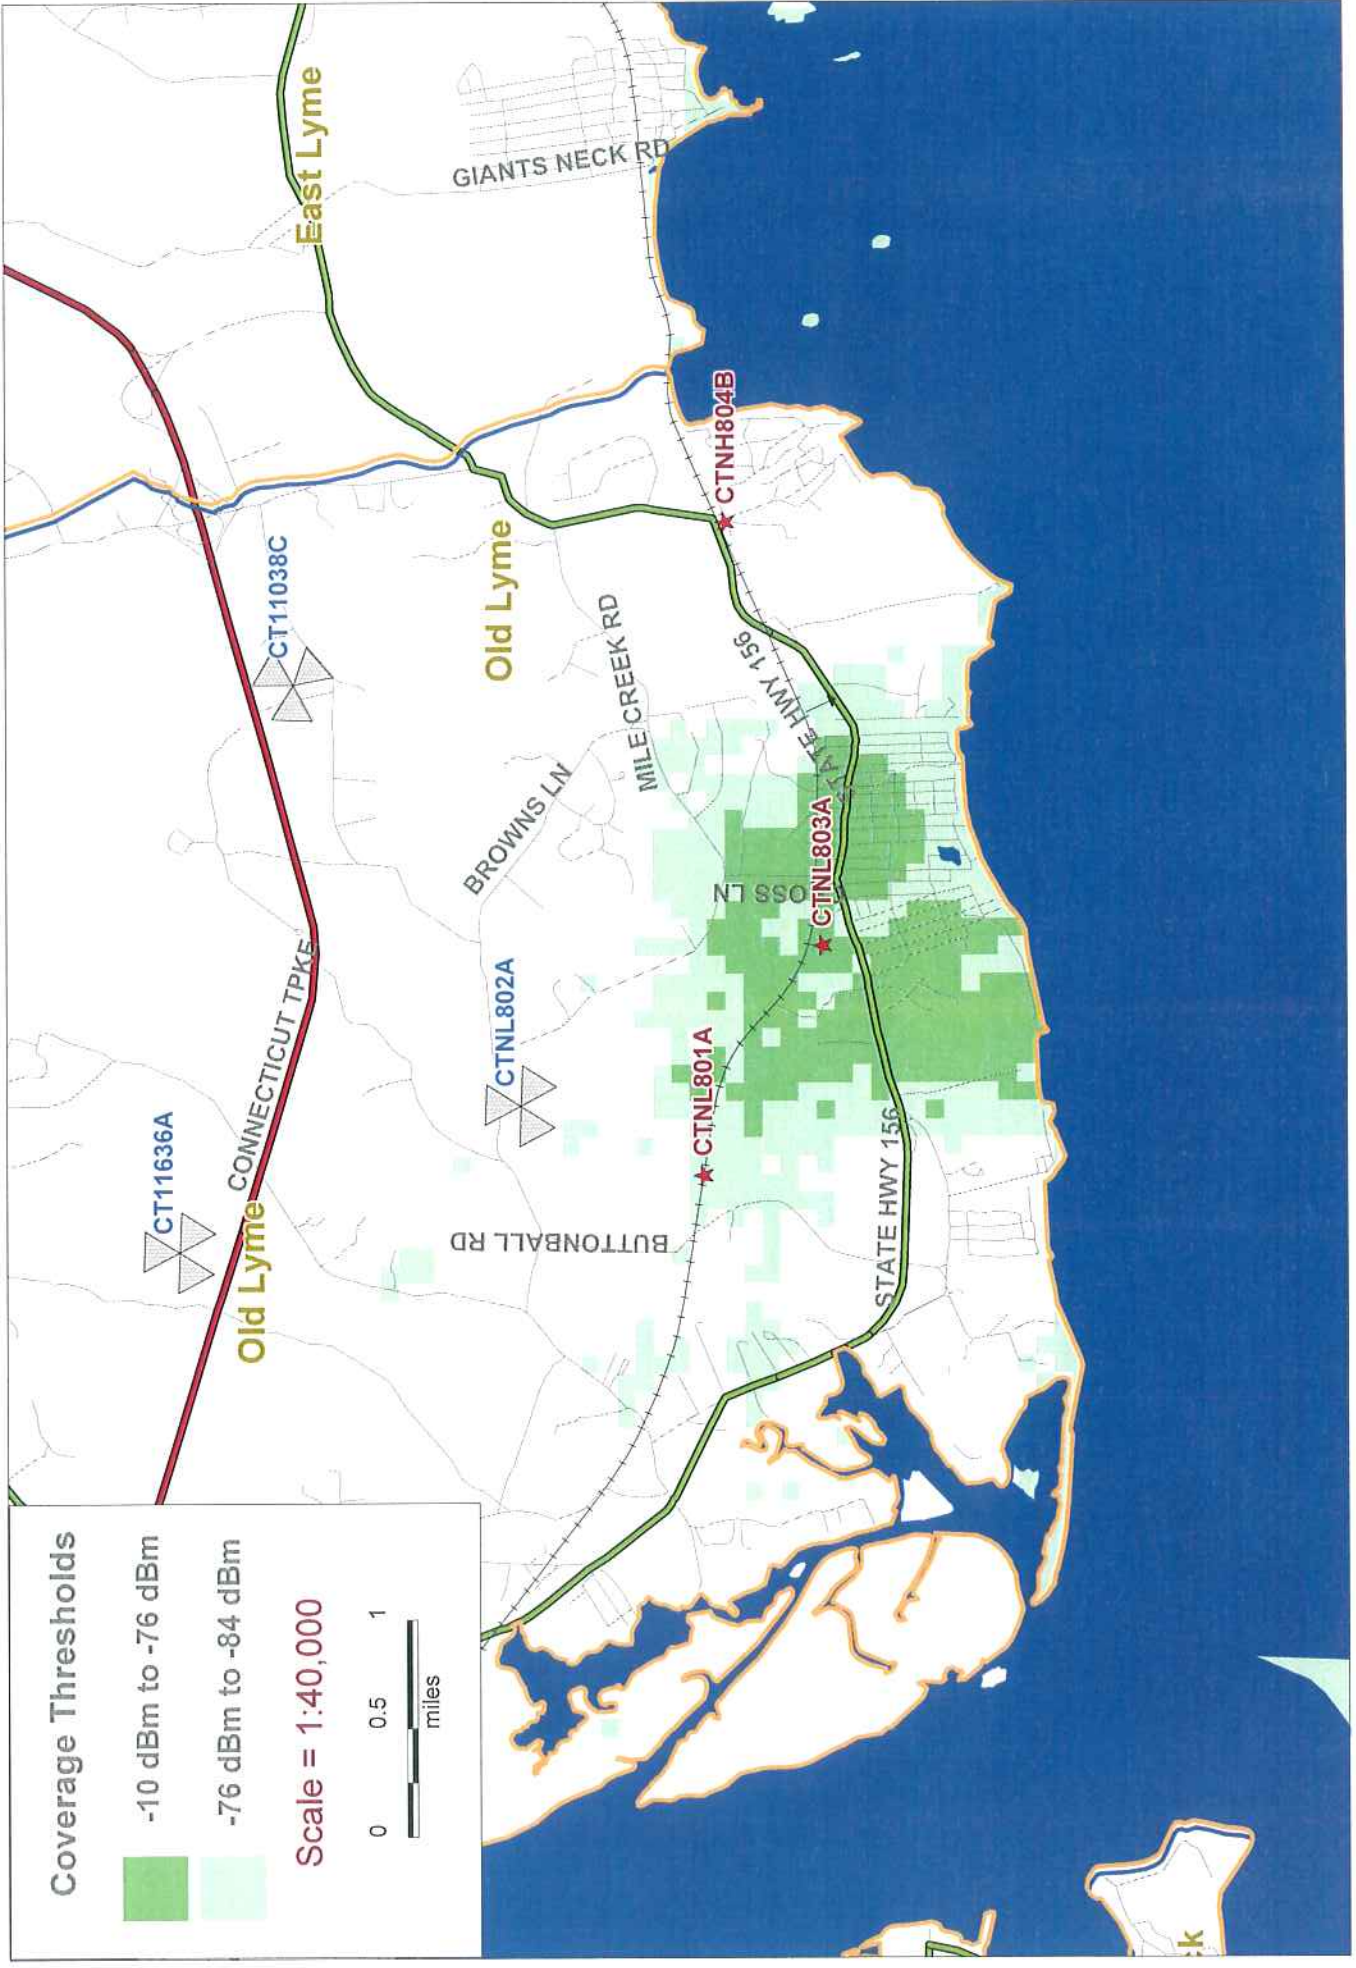 Coverage Thresholds
-10 dBm to -76 dBm
-76 dBm to -84 dBm
Scale = 1:40,000
0 0.5 1
miles
CT11636A
CONNECTICUT TPKE
Old Lyme
CT11038C
East Lyme
GIANTS NECK RD
CTNL802A
BROWNS LN
Old Lyme
MILE CREEK RD
BUTTONBALL RD
CTNL801A
OSS LN
CTNL803A
STATE HWY 156
CTNH804B
STATE HWY 156
k